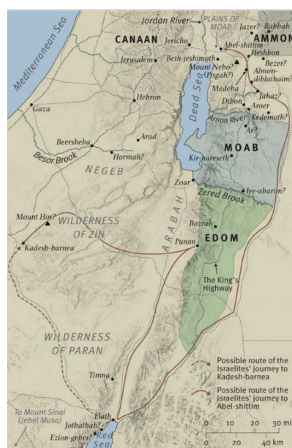 Mediterranean Sea
Jordan River
PLAINS OF
MOAB
Jazer?
Rabbah
CANAAN
Jericho
AMMON
Abel-shittim
Heshbon
Jerusalem
Beth-jeshimoth
Bezer?
Mount Nebo
(Pisgah?)
Almon-
diblathaim?
Medeba
Jahaz?
Dead Sea
Hebron
Dibon
Aroer
Gaza
Kedemoth?
Arnon River
Ar?
Arad
Beersheba
MOAB
Besor Brook
Hormah?
Kir-hareseth
NEGEB
Zoar
Iye-abarim?
Zered Brook
Mount Hor?
WILDERNESS
OF ZIN
ARABAH
Bozrah
Kadesh-barnea
EDOM
Punon
The King's
Highway
WILDERNESS
OF PARAN
Possible route of the
Israelites' journey to
Kadesh-barnea
Timna
Possible route of the
Israelites' journey to
Abel-shittim
To Mount Sinai
(Jebel Musa)
Elath
Jotbathah?
Ezion-geber?
Red
Sea
0 10 20 30 mi
0 20 40 km